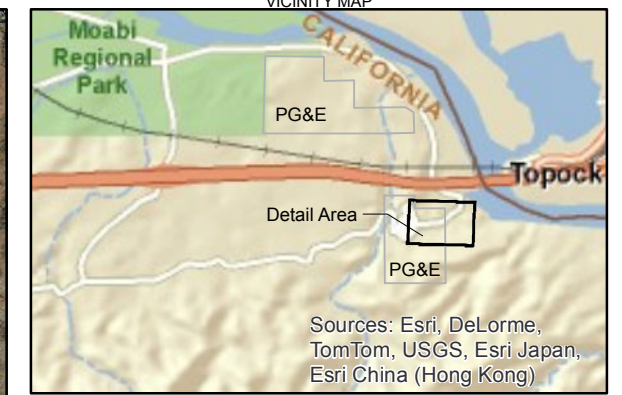 VICINITY MAP
Moabi
Regional
Park
CALIFORNIA
PG&E
Topock
Detail Area
PG&E
Sources: Esri, DeLorme,
TomTom, USGS, Esri Japan,
Esri China (Hong Kong)